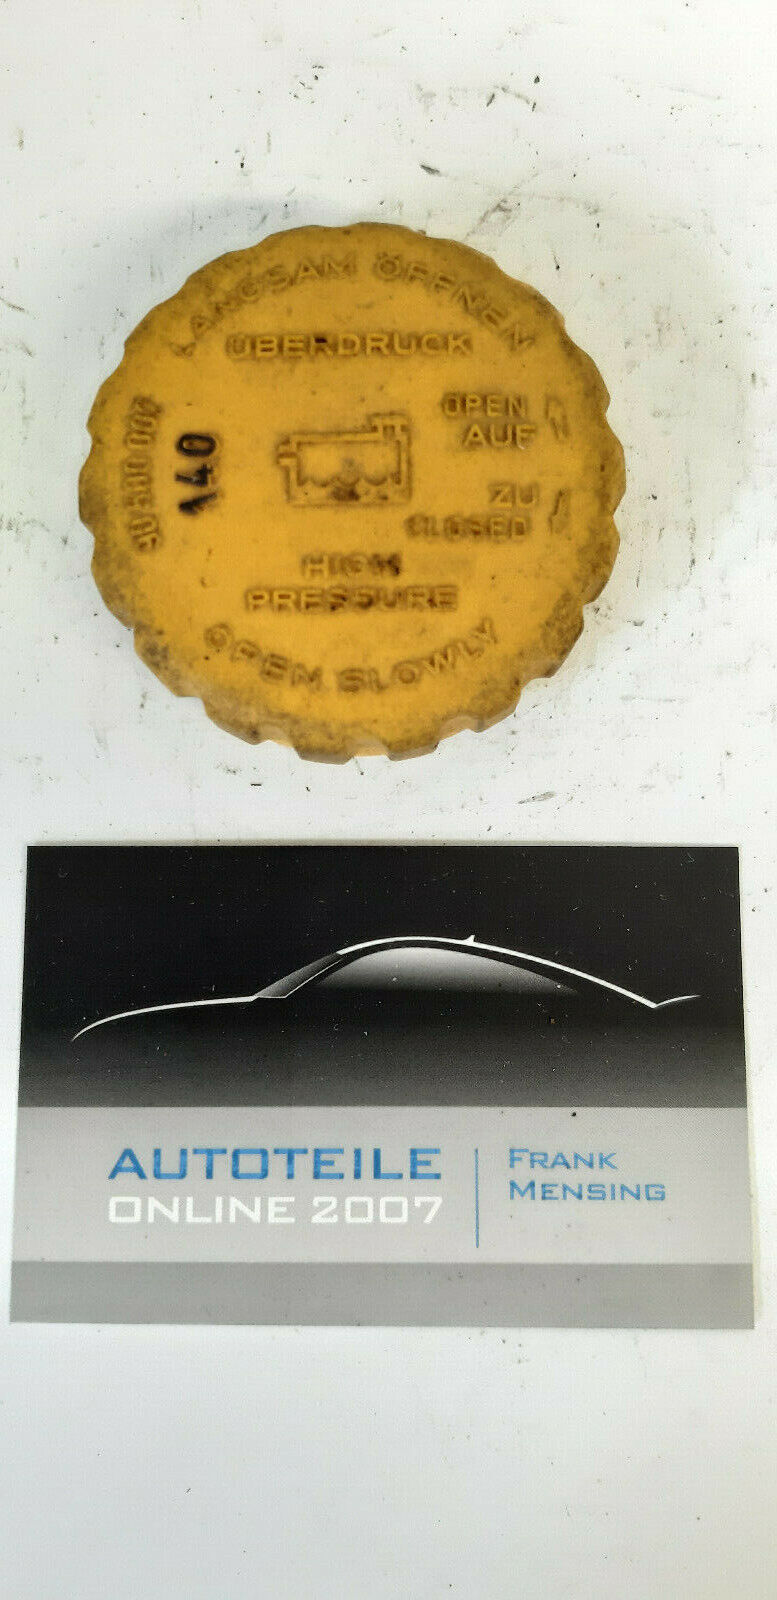 LANGSAM ÖFFNEN
ÜBERDRUCK
OPEN
AUF
140
ZU
CLOSED
HIGH
PRESSURE
OPEN SLOWLY
AUTOTEILE
ONLINE 2007
FRANK
MENSING